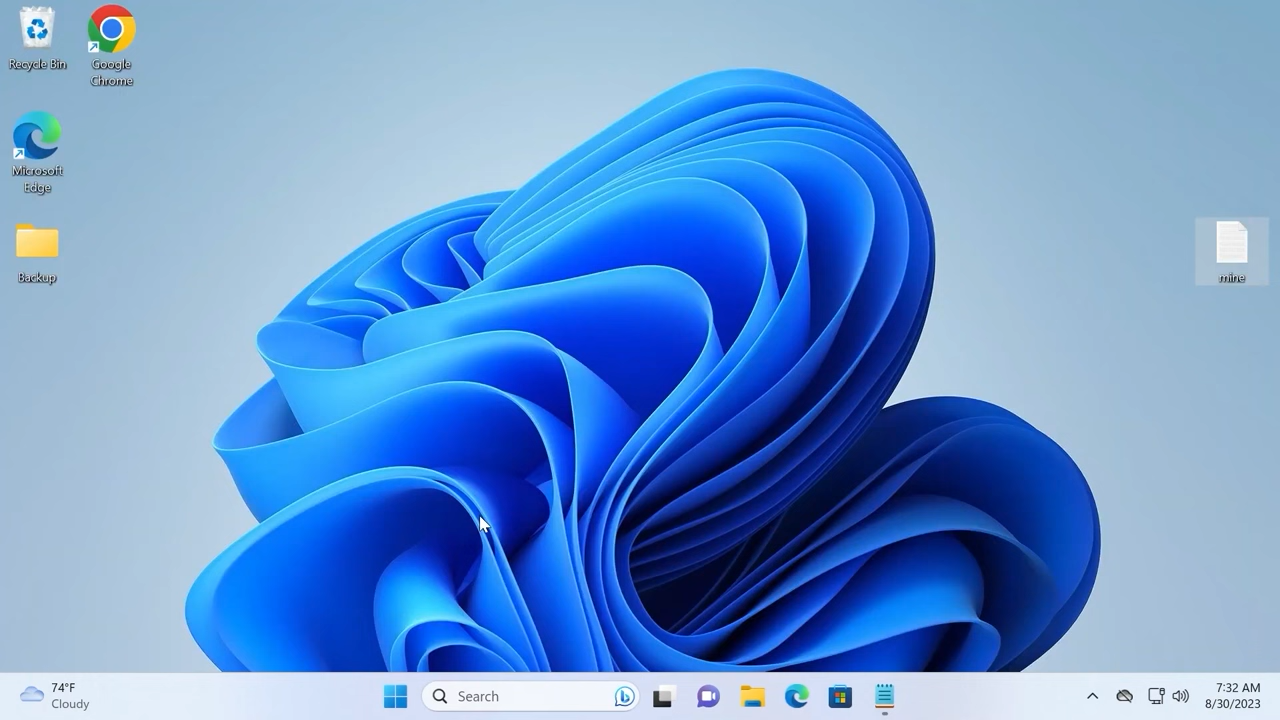 Recycle Bin
Google
Chrome
Microsoft
Edge
Backup
mine
74°F
Cloudy
Search
7:32 AM
8/30/2023